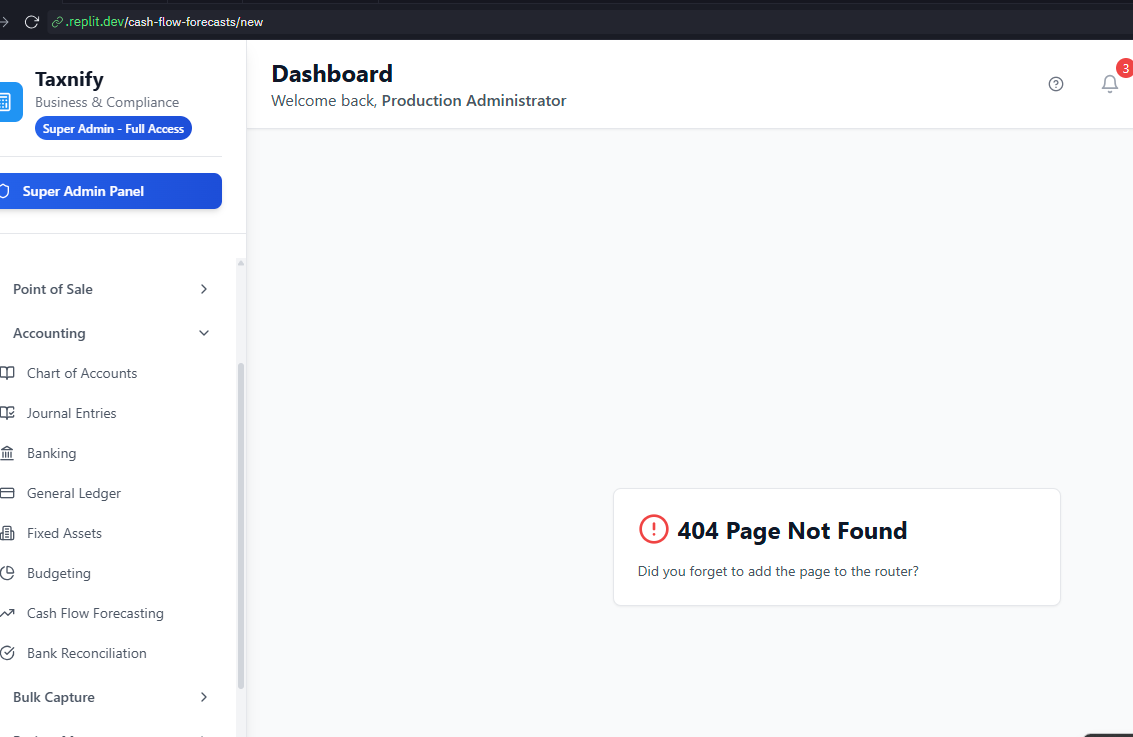 .replit.dev/cash-flow-forecasts/new
Taxnify
Business & Compliance
Super Admin - Full Access
Super Admin Panel
Point of Sale
Accounting
Chart of Accounts
Journal Entries
Banking
General Ledger
Fixed Assets
Budgeting
Cash Flow Forecasting
Bank Reconciliation
Bulk Capture
Dashboard
Welcome back, Production Administrator
3
404 Page Not Found
Did you forget to add the page to the router?